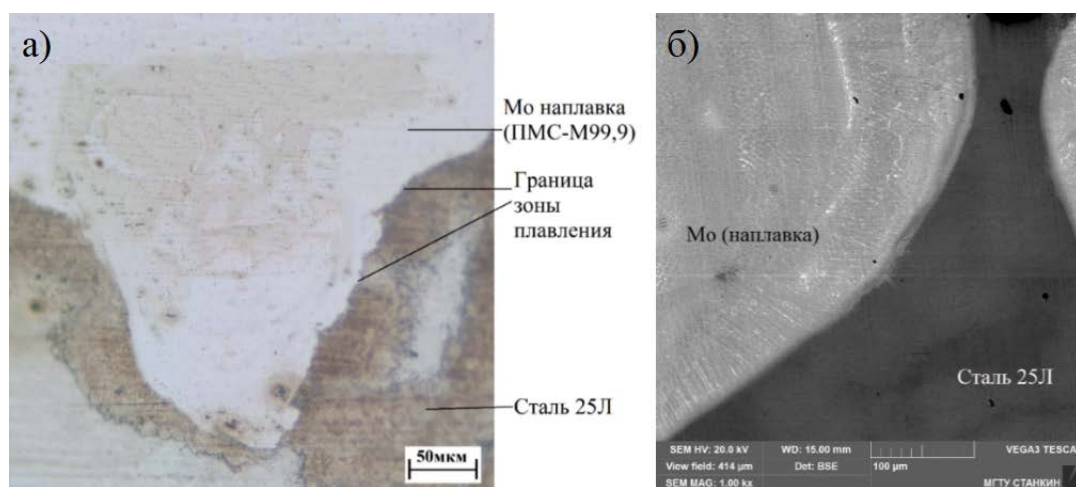 а)
Мо наплавка
(ПМС-М99,9)
Граница
зоны
плавления
Сталь 25Л
50мкм
б)
Мо (наплавка)
Сталь 25Л
SEM HV: 20.0 kV WD: 15.00 mm VEGA3 TESCA
View field: 414 µm Det: BSE 100 µm
SEM MAG: 1.00 kx МГТУ СТАНКИН